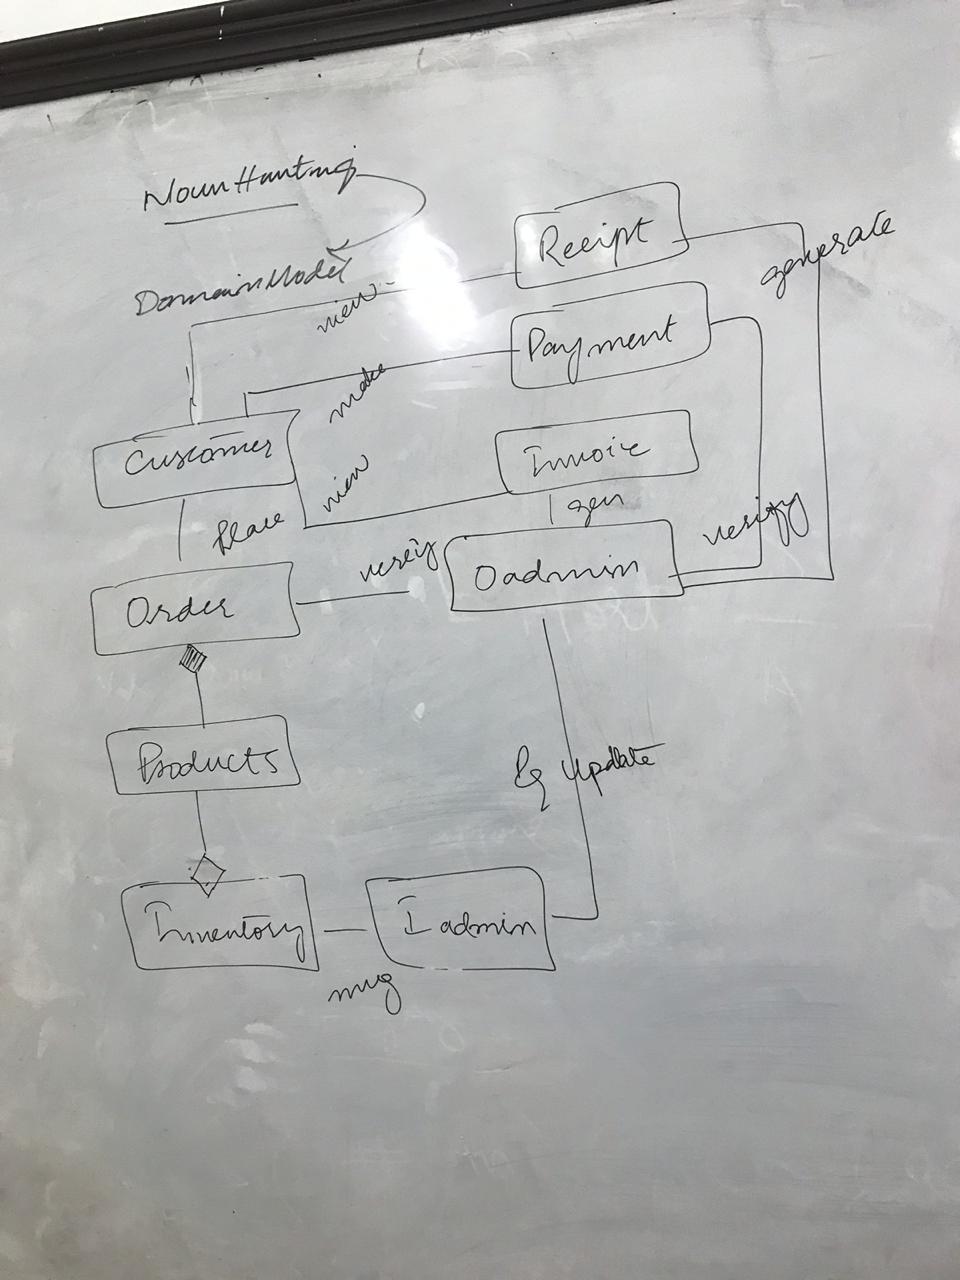 Noun Hunting
Domain Model
Receipt
generate
view
Payment
make
Customer
Invoice
view
gen
Place
verify
verify
Oadmin
Order
Products
update
Inventory
I admin
mng